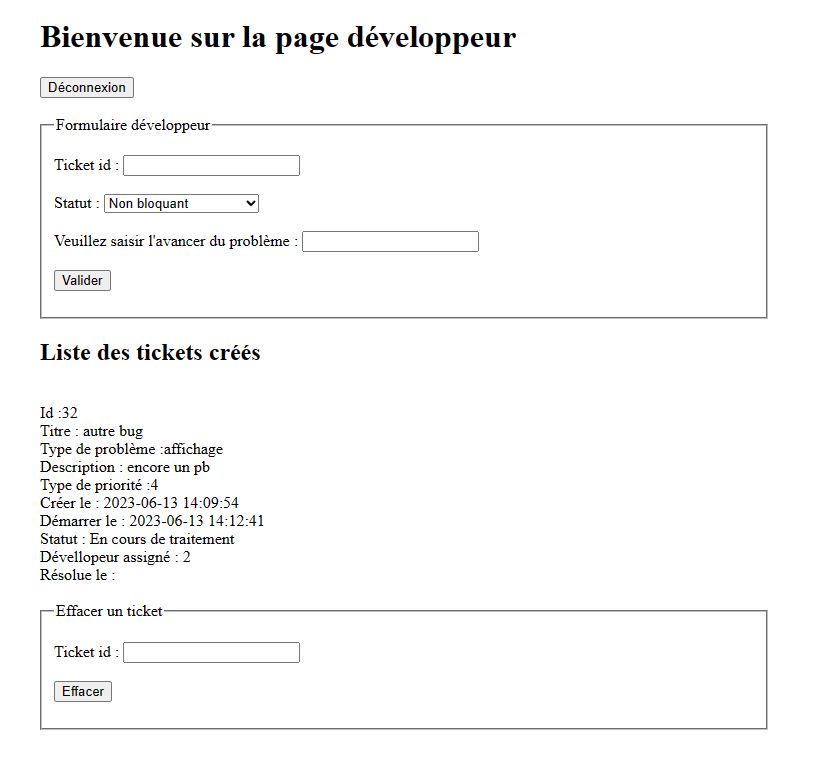 Bienvenue sur la page développeur
Déconnexion
Formulaire développeur
Ticket id :
Statut : Non bloquant
Veuillez saisir l'avancer du problème :
Valider
Liste des tickets créés
Id :32
Titre : autre bug
Type de problème :affichage
Description : encore un pb
Type de priorité :4
Créer le : 2023-06-13 14:09:54
Démarrer le : 2023-06-13 14:12:41
Statut : En cours de traitement
Dévellopeur assigné : 2
Résolue le :
Effacer un ticket
Ticket id :
Effacer